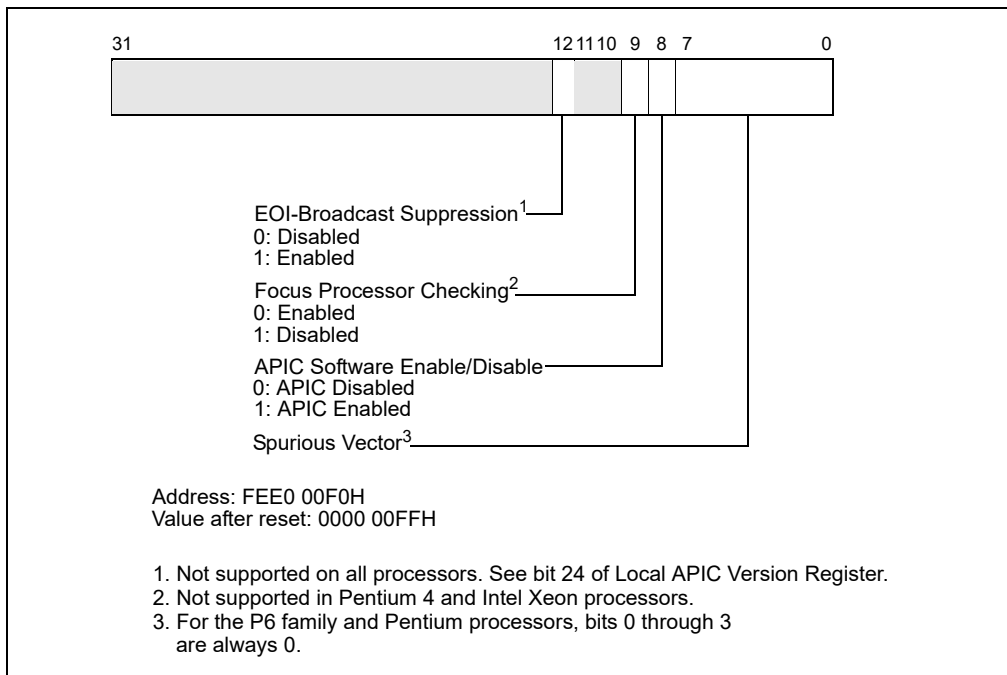 31 12 11 10 9 8 7 0
EOI-Broadcast Suppression1
0: Disabled
1: Enabled
Focus Processor Checking2
0: Enabled
1: Disabled
APIC Software Enable/Disable
0: APIC Disabled
1: APIC Enabled
Spurious Vector3
Address: FEE0 00F0H
Value after reset: 0000 00FFH
1. Not supported on all processors. See bit 24 of Local APIC Version Register.
2. Not supported in Pentium 4 and Intel Xeon processors.
3. For the P6 family and Pentium processors, bits 0 through 3
are always 0.